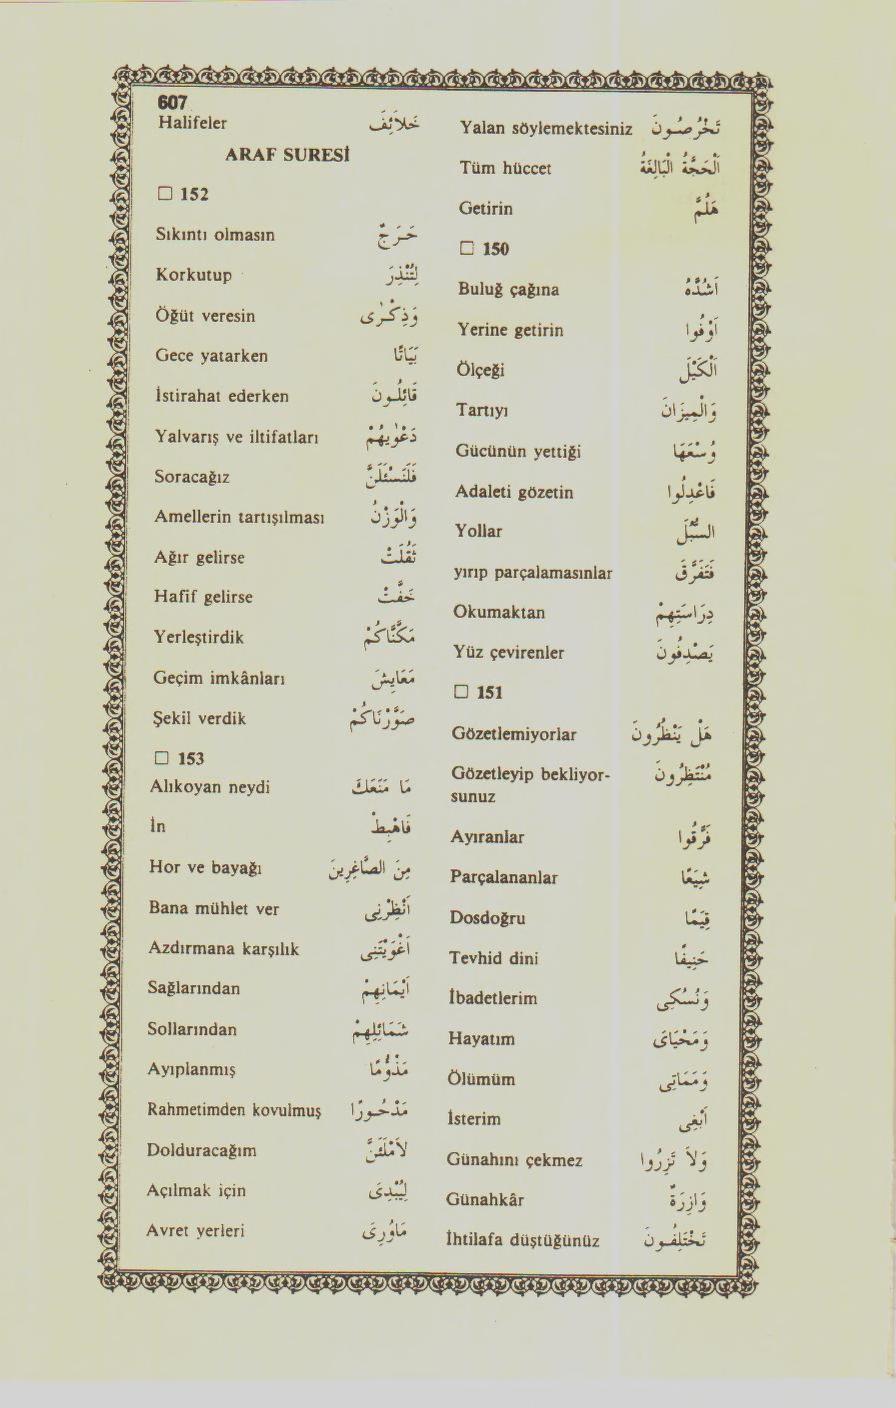 607
Yalan söylemektesiniz تَخْرُصُونَ
Tüm hüccet اَلْحُجَّةُ الْبَالِغَةُ
Getirin هَلُمَّ
□ 150
Buluğ çağına اَشُدَّهُ
Yerine getirin اَوْفُوا
Ölçeği اَلْكَيْلَ
Tartıyı وَالْمِيزَانَ
Gücünün yettiği وُسْعَهَا
Adaleti gözetin فَاعْدِلُوا
Yollar السُّبُلَ
yırıp parçalamasınlar فَتَفَرَّقَ
Okumaktan دِرَاسَتِهِمْ
Yüz çevirenler يَصْدِفُونَ
□ 151
Gözetlemiyorlar هَلْ يَنْظُرُونَ
Gözetleyip bekliyor- مُنْتَظِرُونَ
sunuz
Ayıranlar فَرَّقُوا
Parçalananlar شِيَعًا
Dosdoğru قِيَمًا
Tevhid dini حَنِيفًا
İbadetlerim وَنُسُكِى
Hayatım وَمَحْيَاىَ
Ölümüm وَمَمَاتِى
İsterim اَبْغِى
Günahını çekmez وَلاَ تَزِرُوا
Günahkâr وَازِرَةٌ
İhtilafa düştüğünüz تَخْتَلِفُونَ
Halifeler خَلاَئِفَ
ARAF SURESİ
□ 152
Sıkıntı olmasın حَرَجٌ
Korkutup لِتُنْذِرَ
Öğüt veresin وَذِكْرٰى
Gece yatarken بَيَاتًا
İstirahat ederken قَائِلُونَ
Yalvarış ve iltifatları دَعْوٰيهُمْ
Soracağız فَلَنَسْئَلَنَّ
Amellerin tartışılması وَالْوَزْنُ
Ağır gelirse ثَقُلَتْ
Hafif gelirse خَفَّتْ
Yerleştirdik مَكَّنَّاكُمْ
Geçim imkânları مَعَايِشَ
Şekil verdik صَوَّرْنَاكُمْ
□ 153
Alıkoyan neydi مَا مَنَعَكَ
İn فَاهْبِطْ
Hor ve bayağı مِنَ الصَّاغِرِينَ
Bana mühlet ver اَنْظِرْنِى
Azdırmana karşılık اَغْوَيْتَنِى
Sağlarından اَيْمَانِهِمْ
Sollarından شَمَائِلِهِمْ
Ayıplanmış مَذْؤُمًا
Rahmetimden kovulmuş مَدْحُورًا
Dolduracağım لَاَمْلَئَنَّ
Açılmak için لِيُبْدِىَ
Avret yerleri مَاوُرِىَ